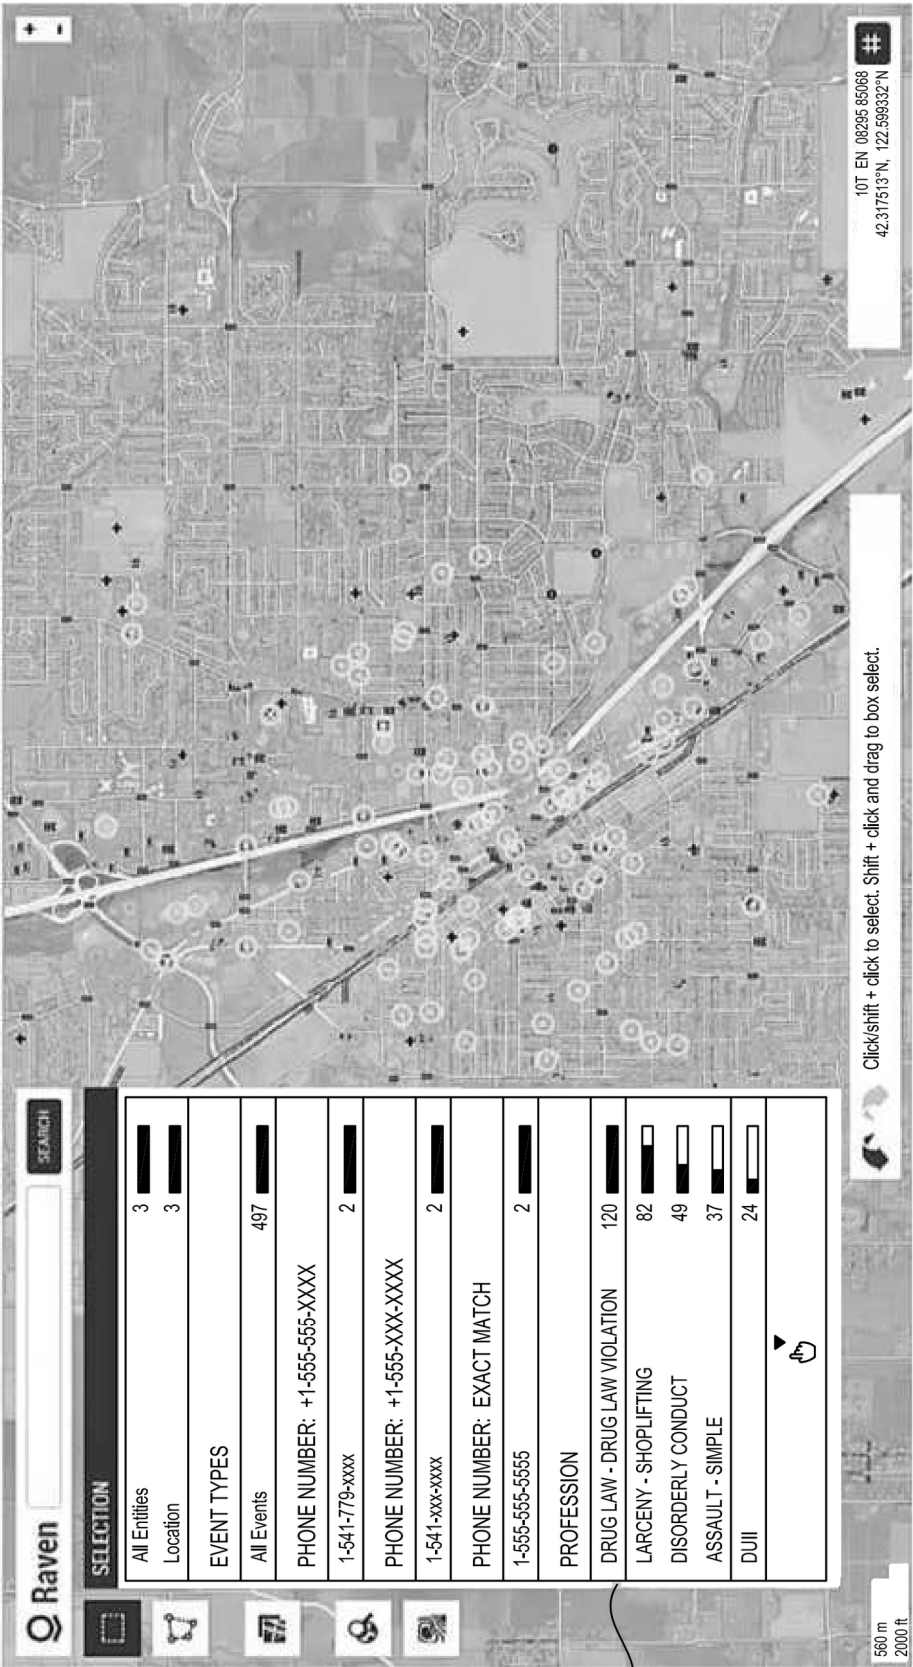 Raven
SEARCH
+
-
SELECTION
All Entities 3
Location 3
EVENT TYPES
All Events 497
PHONE NUMBER: +1-555-555-XXXX
1-541-779-xxxx 2
PHONE NUMBER: +1-555-XXX-XXXX
1-541-xxx-xxxx 2
PHONE NUMBER: EXACT MATCH
1-555-555-5555 2
PROFESSION
DRUG LAW - DRUG LAW VIOLATION 120
LARCENY - SHOPLIFTING 82
DISORDERLY CONDUCT 49
ASSAULT - SIMPLE 37
DUII 24
560 m
2000 ft
Click/shift + click to select. Shift + click and drag to box select.
10T EN 08295 85068
42.317513°N, 122.599332°N
#